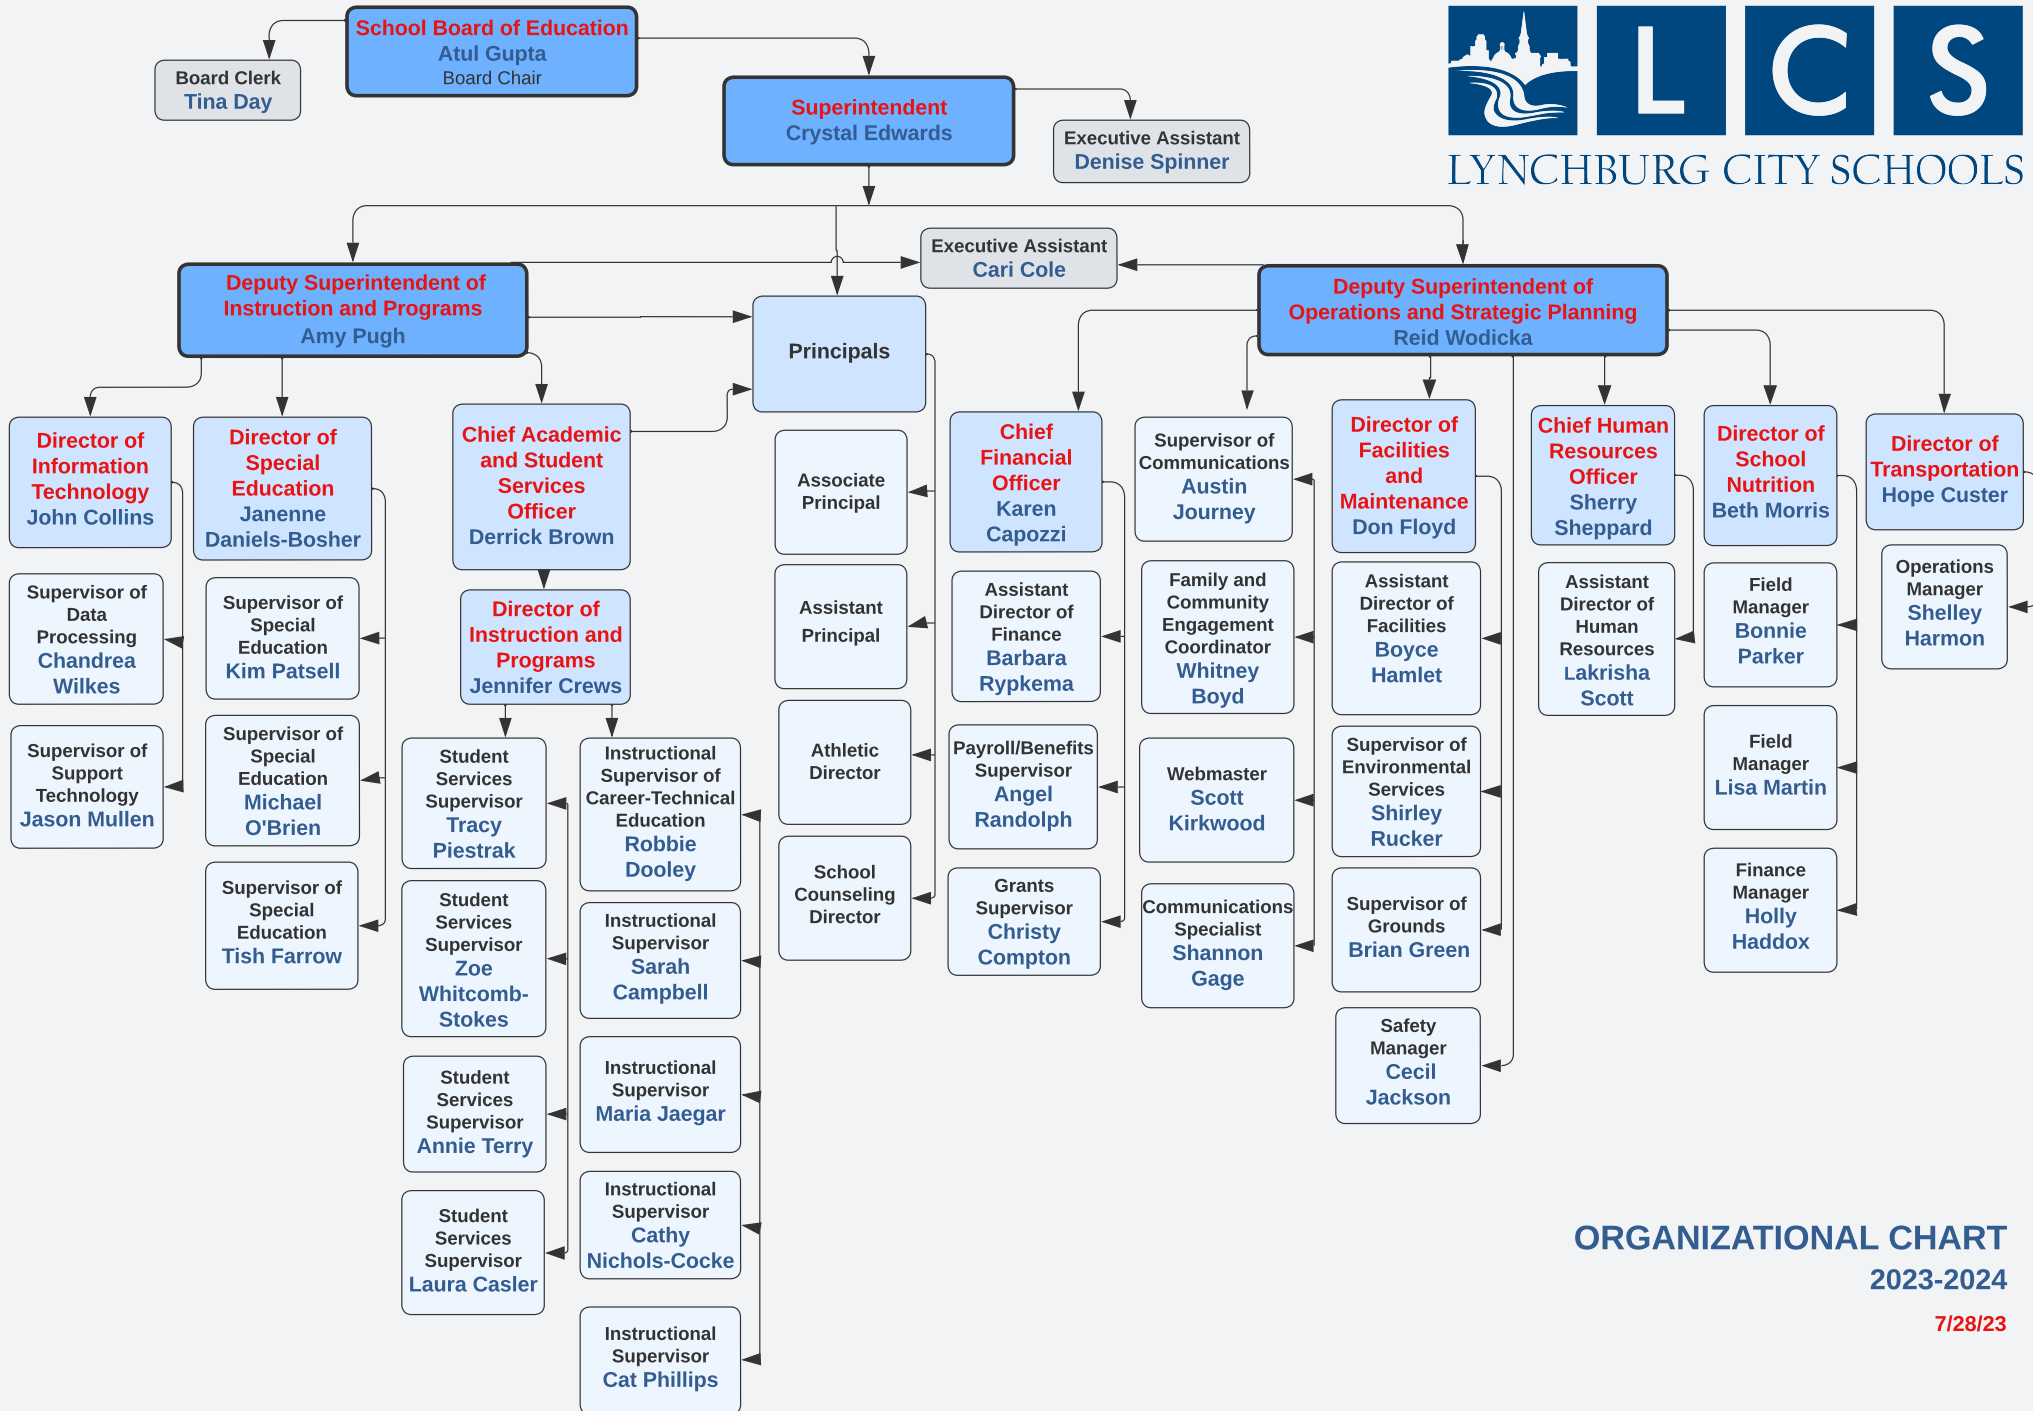 School Board of Education
Atul Gupta
Board Chair
Board Clerk
Tina Day
Superintendent
Crystal Edwards
Executive Assistant
Denise Spinner
L C S
LYNCHBURG CITY SCHOOLS
Executive Assistant
Cari Cole
Deputy Superintendent of
Instruction and Programs
Amy Pugh
Principals
Deputy Superintendent of
Operations and Strategic Planning
Reid Wodicka
Director of
Information
Technology
John Collins
Supervisor of
Data
Processing
Chandrea
Wilkes
Supervisor of
Support
Technology
Jason Mullen
Director of
Special
Education
Janenne
Daniels-Bosher
Supervisor of
Special
Education
Kim Patsell
Supervisor of
Special
Education
Michael
O'Brien
Supervisor of
Special
Education
Tish Farrow
Chief Academic
and Student
Services
Officer
Derrick Brown
Director of
Instruction and
Programs
Jennifer Crews
Student
Services
Supervisor
Tracy
Piestrak
Student
Services
Supervisor
Zoe
Whitcomb-
Stokes
Student
Services
Supervisor
Annie Terry
Student
Services
Supervisor
Laura Casler
Instructional
Supervisor of
Career-Technical
Education
Robbie
Dooley
Instructional
Supervisor
Sarah
Campbell
Instructional
Supervisor
Maria Jaegar
Instructional
Supervisor
Cathy
Nichols-Cocke
Instructional
Supervisor
Cat Phillips
Associate
Principal
Assistant
Principal
Athletic
Director
School
Counseling
Director
Chief
Financial
Officer
Karen
Capozzi
Assistant
Director of
Finance
Barbara
Rypkema
Payroll/Benefits
Supervisor
Angel
Randolph
Grants
Supervisor
Christy
Compton
Supervisor of
Communications
Austin
Journey
Family and
Community
Engagement
Coordinator
Whitney
Boyd
Webmaster
Scott
Kirkwood
Communications
Specialist
Shannon
Gage
Director of
Facilities
and
Maintenance
Don Floyd
Assistant
Director of
Facilities
Boyce
Hamlet
Supervisor of
Environmental
Services
Shirley
Rucker
Supervisor of
Grounds
Brian Green
Safety
Manager
Cecil
Jackson
Chief Human
Resources
Officer
Sherry
Sheppard
Assistant
Director of
Human
Resources
Lakrisha
Scott
Director of
School
Nutrition
Beth Morris
Field
Manager
Bonnie
Parker
Field
Manager
Lisa Martin
Finance
Manager
Holly
Haddox
Director of
Transportation
Hope Custer
Operations
Manager
Shelley
Harmon
ORGANIZATIONAL CHART
2023-2024
7/28/23